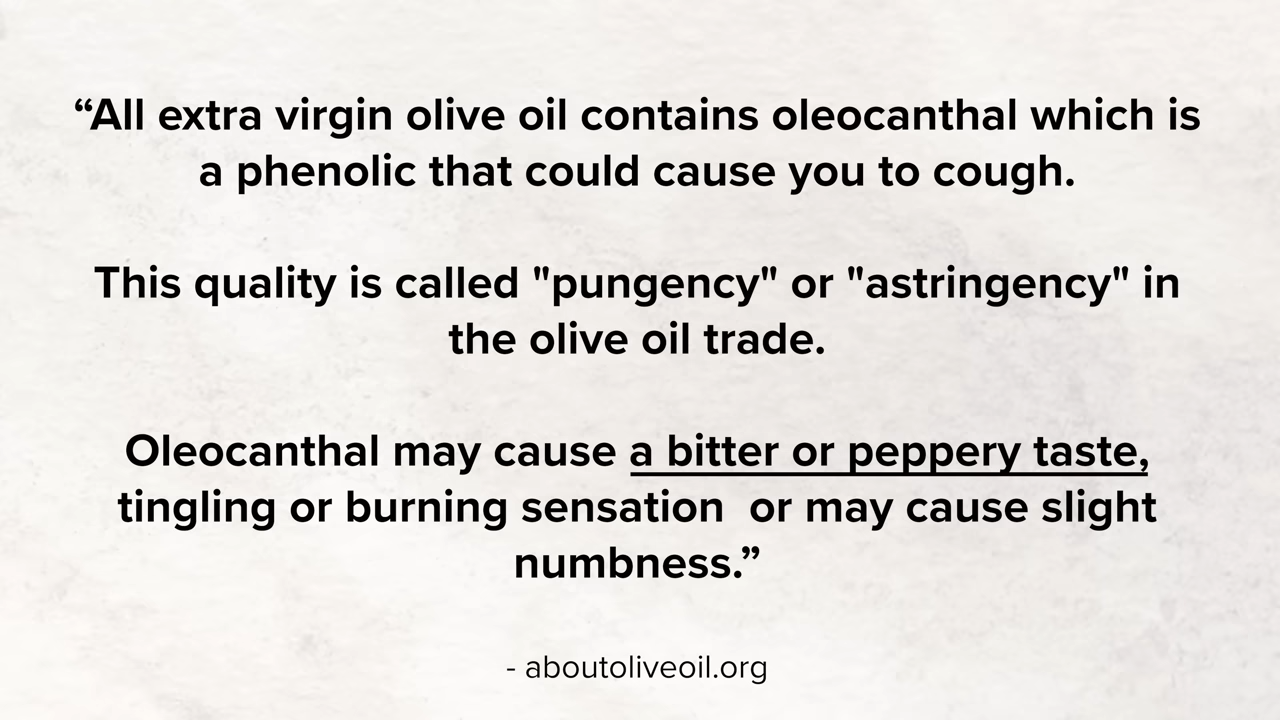 “All extra virgin olive oil contains oleocanthal which is
a phenolic that could cause you to cough.
This quality is called "pungency" or "astringency" in
the olive oil trade.
Oleocanthal may cause a bitter or peppery taste,
tingling or burning sensation  or may cause slight
numbness.”
- aboutoliveoil.org